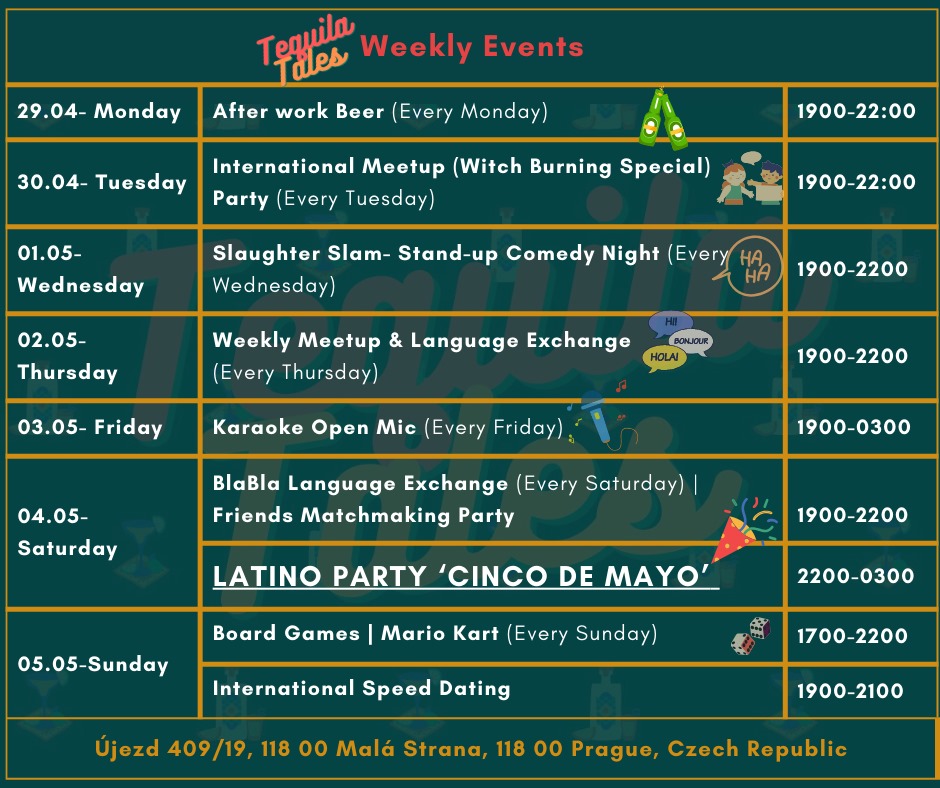 Tequila Tales Weekly Events
29.04- Monday
After work Beer (Every Monday)
1900-22:00
30.04- Tuesday
International Meetup (Witch Burning Special)
Party (Every Tuesday)
1900-22:00
01.05-
Wednesday
Slaughter Slam- Stand-up Comedy Night (Every
Wednesday)
HA
HA
1900-2200
02.05-
Thursday
Weekly Meetup & Language Exchange
(Every Thursday)
HI!
BONJOUR
HOLA!
1900-2200
03.05- Friday
Karaoke Open Mic (Every Friday)
1900-0300
04.05-
Saturday
BlaBla Language Exchange (Every Saturday) |
Friends Matchmaking Party
1900-2200
LATINO PARTY ‘CINCO DE MAYO’
2200-0300
05.05-Sunday
Board Games | Mario Kart (Every Sunday)
1700-2200
International Speed Dating
1900-2100
Újezd 409/19, 118 00 Malá Strana, 118 00 Prague, Czech Republic
Tequila
Tales